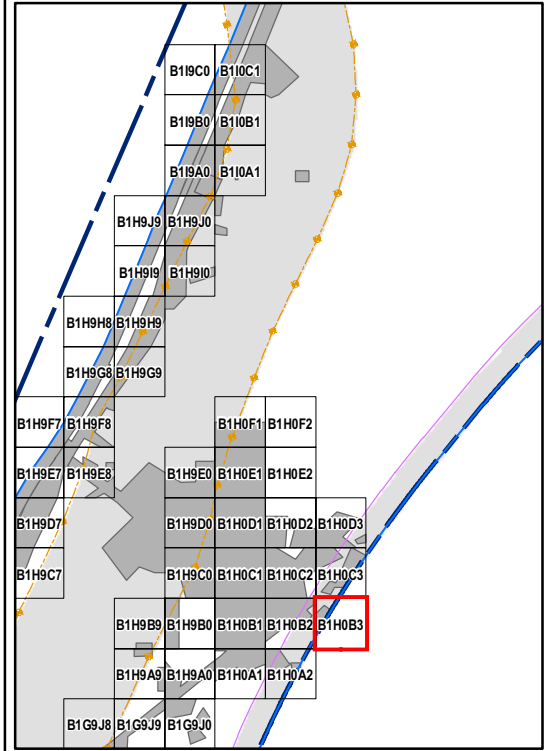 B1I9C0 B1I0C1
B1I9B0 B1I0B1
B1I9A0 B1I0A1
B1H9J9 B1H9J0
B1H9I9 B1H9I0
B1H9H8 B1H9H9
B1H9G8 B1H9G9
B1H9F7 B1H9F8 B1H0F1 B1H0F2
B1H9E7 B1H9E8 B1H9E0 B1H0E1 B1H0E2
B1H9D7 B1H9D0 B1H0D1 B1H0D2 B1H0D3
B1H9C7 B1H9C0 B1H0C1 B1H0C2 B1H0C3
B1H9B9 B1H9B0 B1H0B1 B1H0B2 B1H0B3
B1H9A9 B1H9A0 B1H0A1 B1H0A2
B1G9J8 B1G9J9 B1G9J0